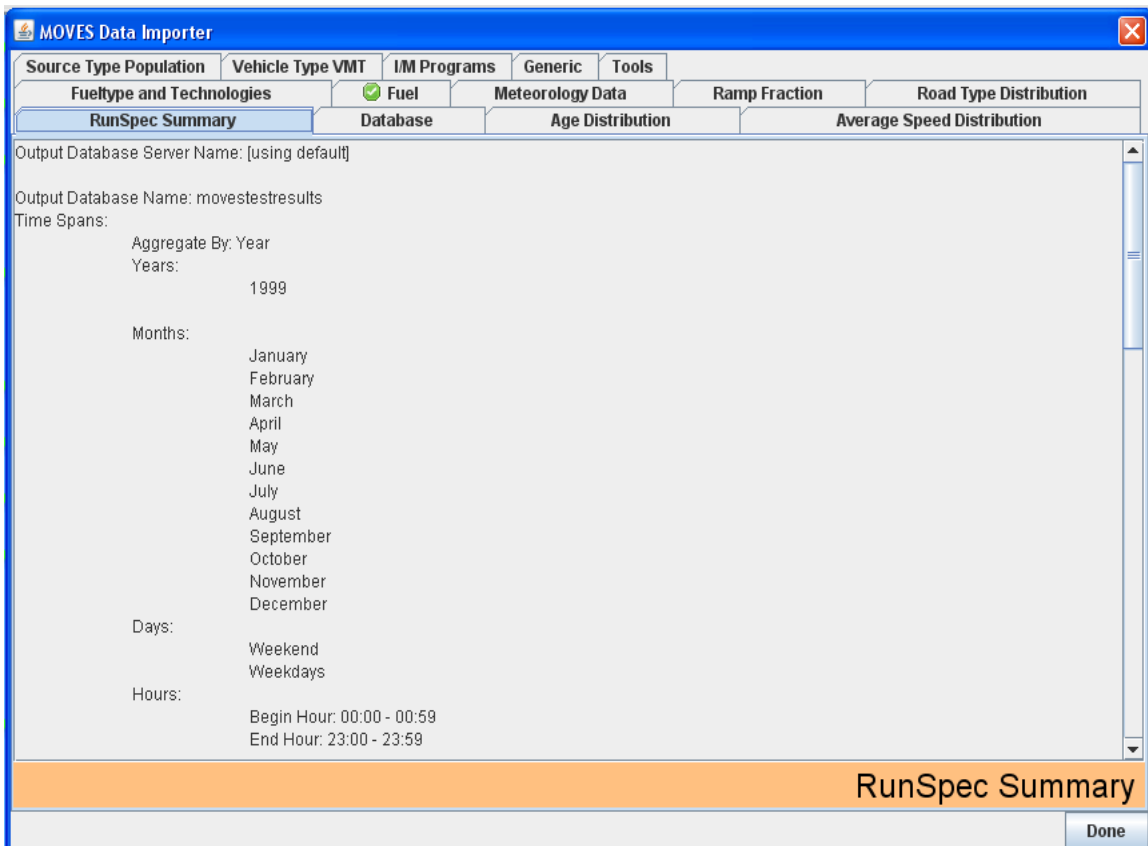 MOVES Data Importer
Source Type Population Vehicle Type VMT I/M Programs Generic Tools
Fueltype and Technologies Fuel Meteorology Data Ramp Fraction Road Type Distribution
RunSpec Summary Database Age Distribution Average Speed Distribution
Output Database Server Name: [using default]
Output Database Name: movestestresults
Time Spans:
Aggregate By: Year
Years:
1999
Months:
January
February
March
April
May
June
July
August
September
October
November
December
Days:
Weekend
Weekdays
Hours:
Begin Hour: 00:00 - 00:59
End Hour: 23:00 - 23:59
RunSpec Summary
Done